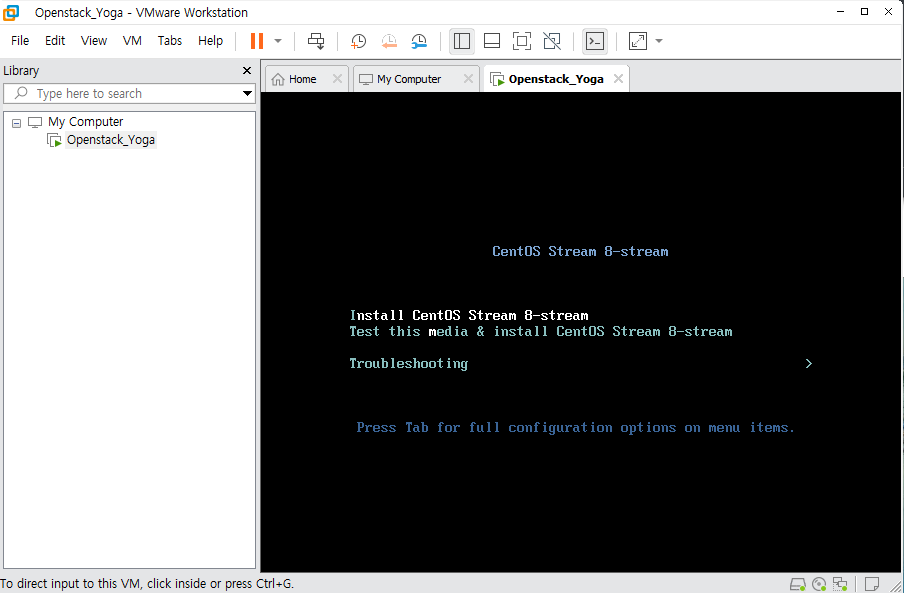 Openstack_Yoga - VMware Workstation
File Edit View VM Tabs Help
Library
Home
My Computer
Openstack_Yoga
Type here to search
My Computer
Openstack_Yoga
CentOS Stream 8-stream
Install CentOS Stream 8-stream
Test this media & install CentOS Stream 8-stream
Troubleshooting >
Press Tab for full configuration options on menu items.
To direct input to this VM, click inside or press Ctrl+G.